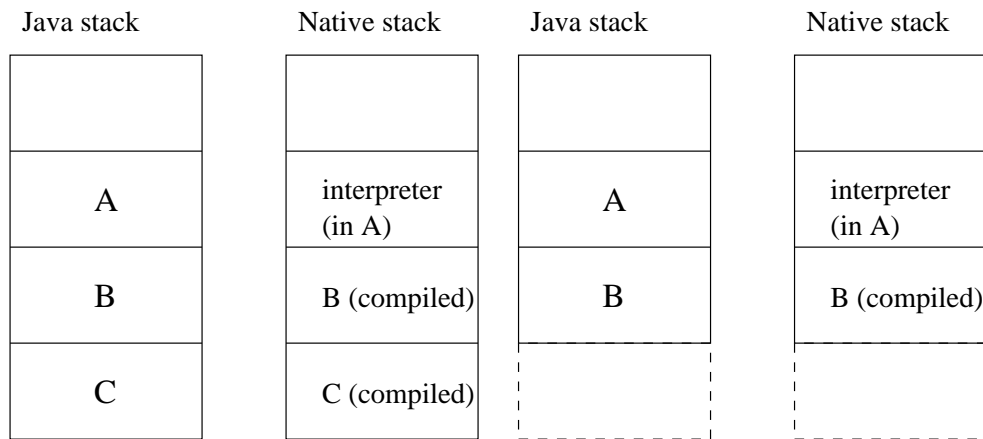 Java stack
Native stack
Java stack
Native stack
A
interpreter
(in A)
A
interpreter
(in A)
B
B (compiled)
B
B (compiled)
C
C (compiled)